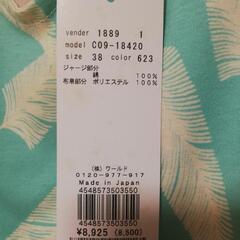 vender 1889 1
model C09-18420
size 38 color 623
ジャージ部分
綿 100%
布帛部分 ポリエステル 100%
(株)ワールド
0120-977-917
Made in Japan
4548573503550
4548573503550
¥8,925 (8,500)